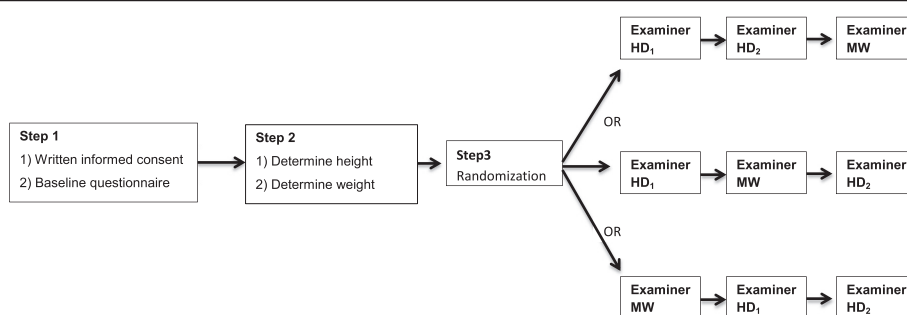 Step 1
1) Written informed consent
2) Baseline questionnaire
Step 2
1) Determine height
2) Determine weight
Step3
Randomization
Examiner
HD₁
Examiner
HD₂
Examiner
MW
OR
Examiner
HD₁
Examiner
MW
Examiner
HD₂
OR
Examiner
MW
Examiner
HD₁
Examiner
HD₂